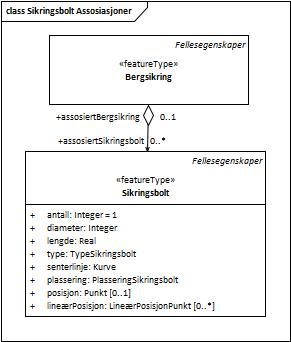 class Sikringsbolt Assosiasjoner
Fellesegenskaper
«featureType»
Bergsikring
+assosiertBergsikring 0..1
+assosiertSikringsbolt 0..*
Fellesegenskaper
«featureType»
Sikringsbolt
+ antall: Integer = 1
+ diameter: Integer
+ lengde: Real
+ type: TypeSikringsbolt
+ senterlinje: Kurve
+ plassering: PlasseringSikringsbolt
+ posisjon: Punkt [0..1]
+ lineærPosisjon: LineærPosisjonPunkt [0..*]